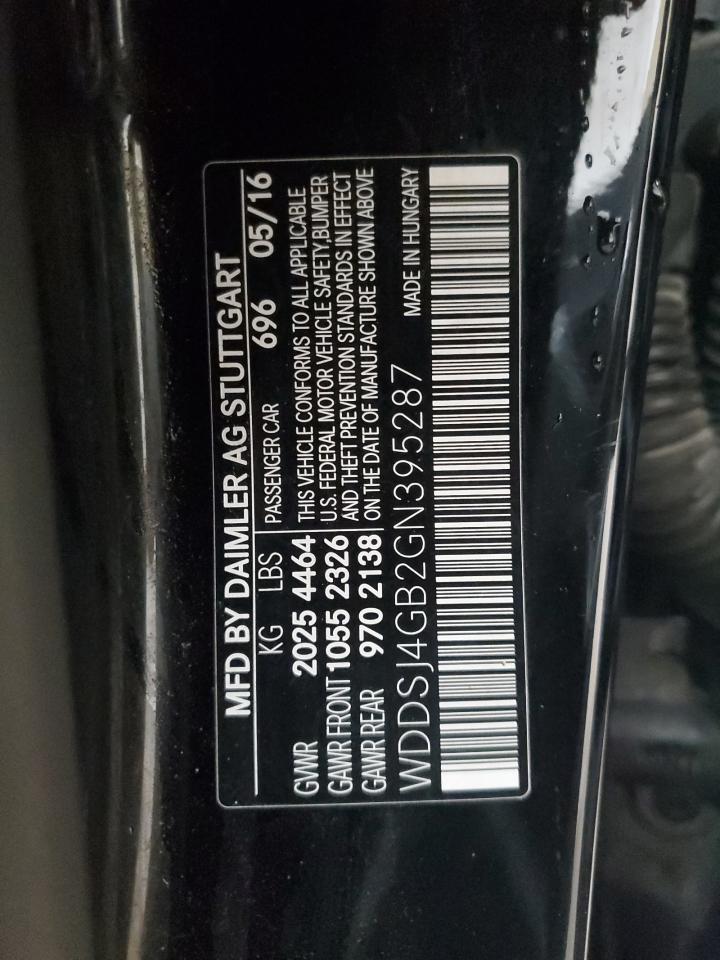 MFD BY DAIMLER AG STUTTGART
KG LBS PASSENGER CAR 696 05/16
GVWR 2025 4464 THIS VEHICLE CONFORMS TO ALL APPLICABLE
GAWR FRONT 1055 2326 U.S. FEDERAL MOTOR VEHICLE SAFETY,BUMPER
GAWR REAR 970 2138 AND THEFT PREVENTION STANDARDS IN EFFECT
ON THE DATE OF MANUFACTURE SHOWN ABOVE
WDDSJ4GB2GN395287 MADE IN HUNGARY